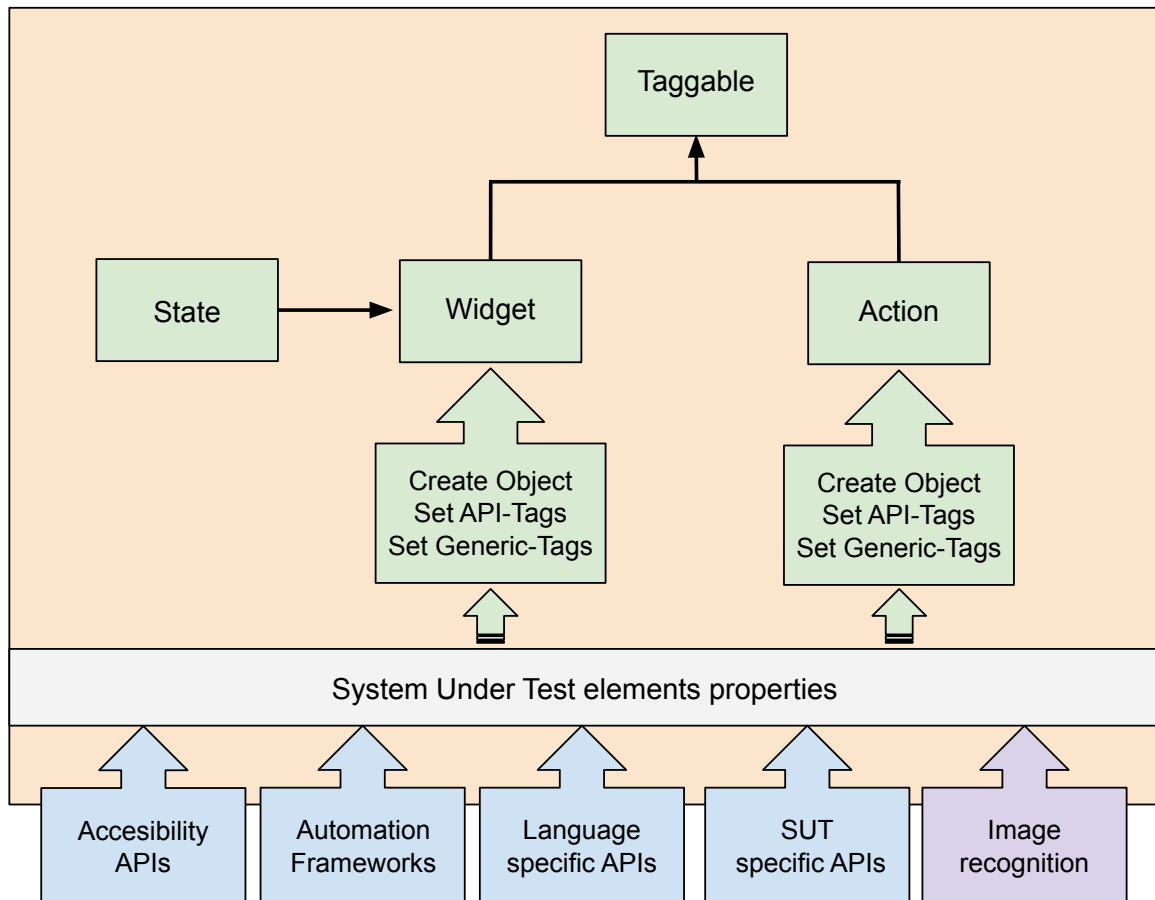 Taggable
State
Widget
Action
Create Object
Set API-Tags
Set Generic-Tags
Create Object
Set API-Tags
Set Generic-Tags
System Under Test elements properties
Accesibility
APIs
Automation
Frameworks
Language
specific APIs
SUT
specific APIs
Image
recognition